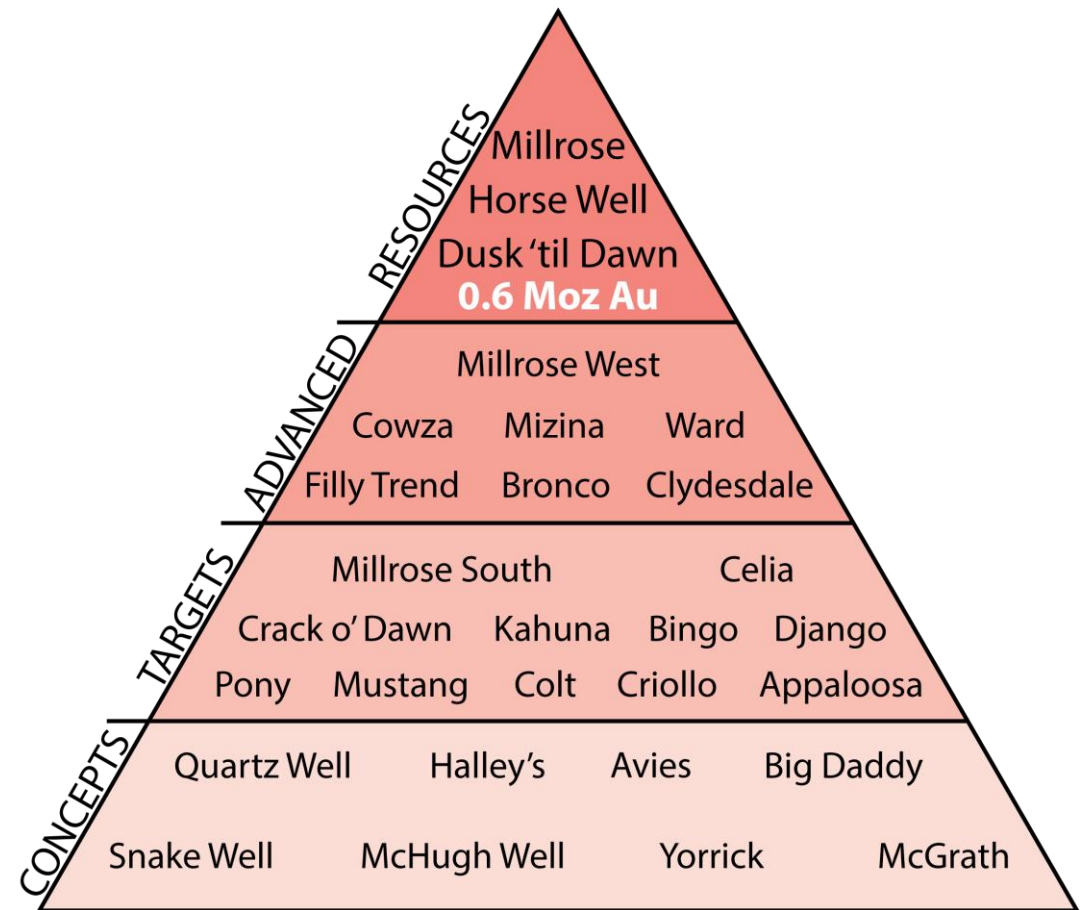 RESOURCES
Millrose
Horse Well
Dusk ‘til Dawn
0.6 Moz Au
ADVANCED
Millrose West
Cowza Mizina Ward
Filly Trend Bronco Clydesdale
TARGETS
Millrose South Celia
Crack o’ Dawn Kahuna Bingo Django
Pony Mustang Colt Criollo Appaloosa
CONCEPTS
Quartz Well Halley’s Avies Big Daddy
Snake Well McHugh Well Yorrick McGrath